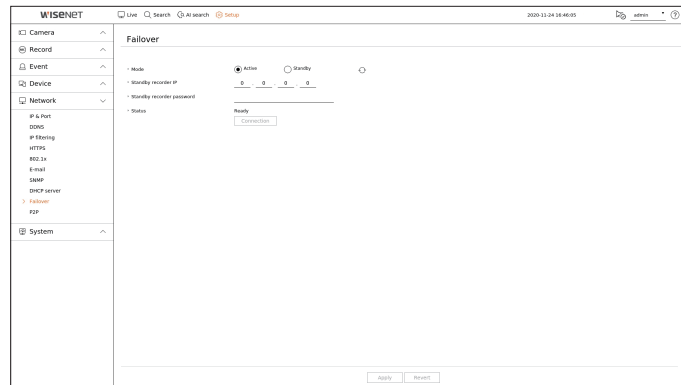 WISENET
Live Search AI search Setup 2020-11-24 16:46:05 admin ?
Camera
Record
Event
Device
Network
IP & Port
DDNS
IP filtering
HTTPS
802.1x
E-mail
SNMP
DHCP server
> Failover
P2P
System
Failover
Mode Active Standby
Standby recorder IP 0 . 0 . 0 . 0
Standby recorder password
Status Ready
Connection
Apply Revert